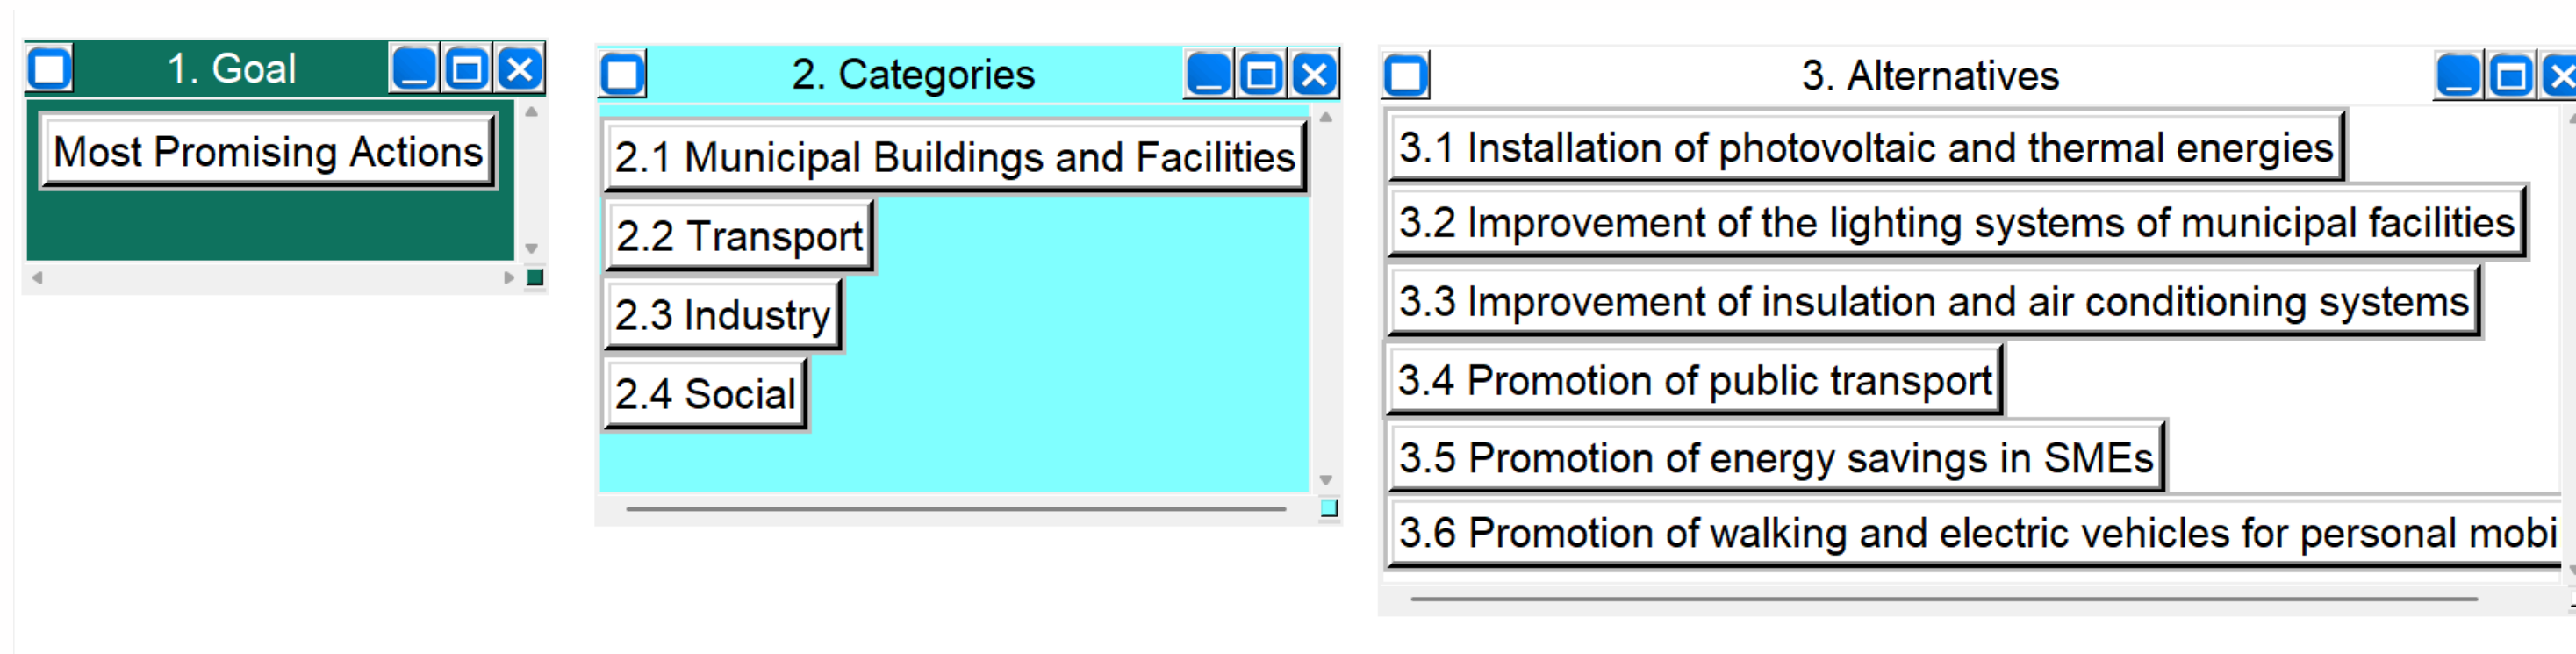 1. Goal
Most Promising Actions
2. Categories
2.1 Municipal Buildings and Facilities
2.2 Transport
2.3 Industry
2.4 Social
3. Alternatives
3.1 Installation of photovoltaic and thermal energies
3.2 Improvement of the lighting systems of municipal facilities
3.3 Improvement of insulation and air conditioning systems
3.4 Promotion of public transport
3.5 Promotion of energy savings in SMEs
3.6 Promotion of walking and electric vehicles for personal mobi